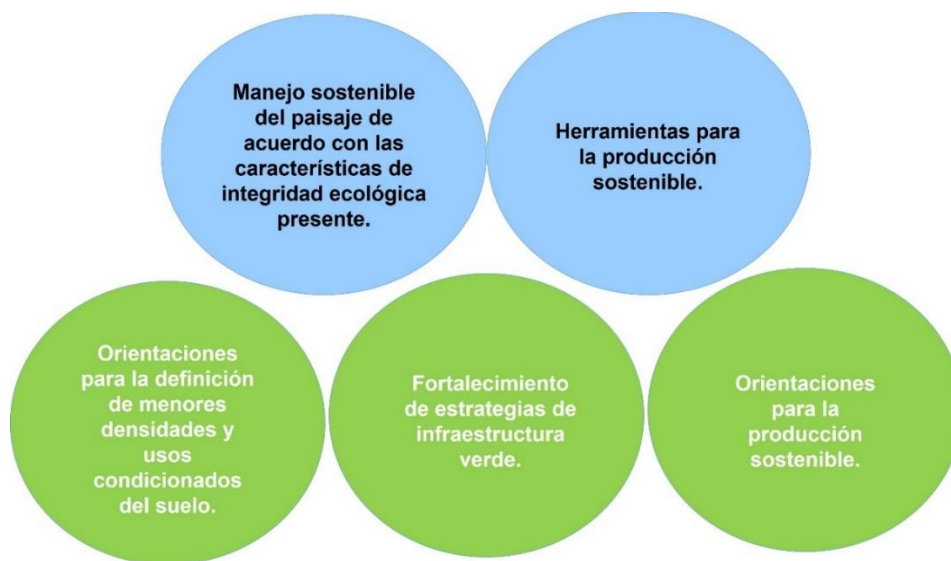 Manejo sostenible
del paisaje de
acuerdo con las
características de
integridad ecológica
presente.
Herramientas para
la producción
sostenible.
Orientaciones
para la definición
de menores
densidades y
usos
condicionados
del suelo.
Fortalecimiento
de estrategias de
infraestructura
verde.
Orientaciones
para la
producción
sostenible.